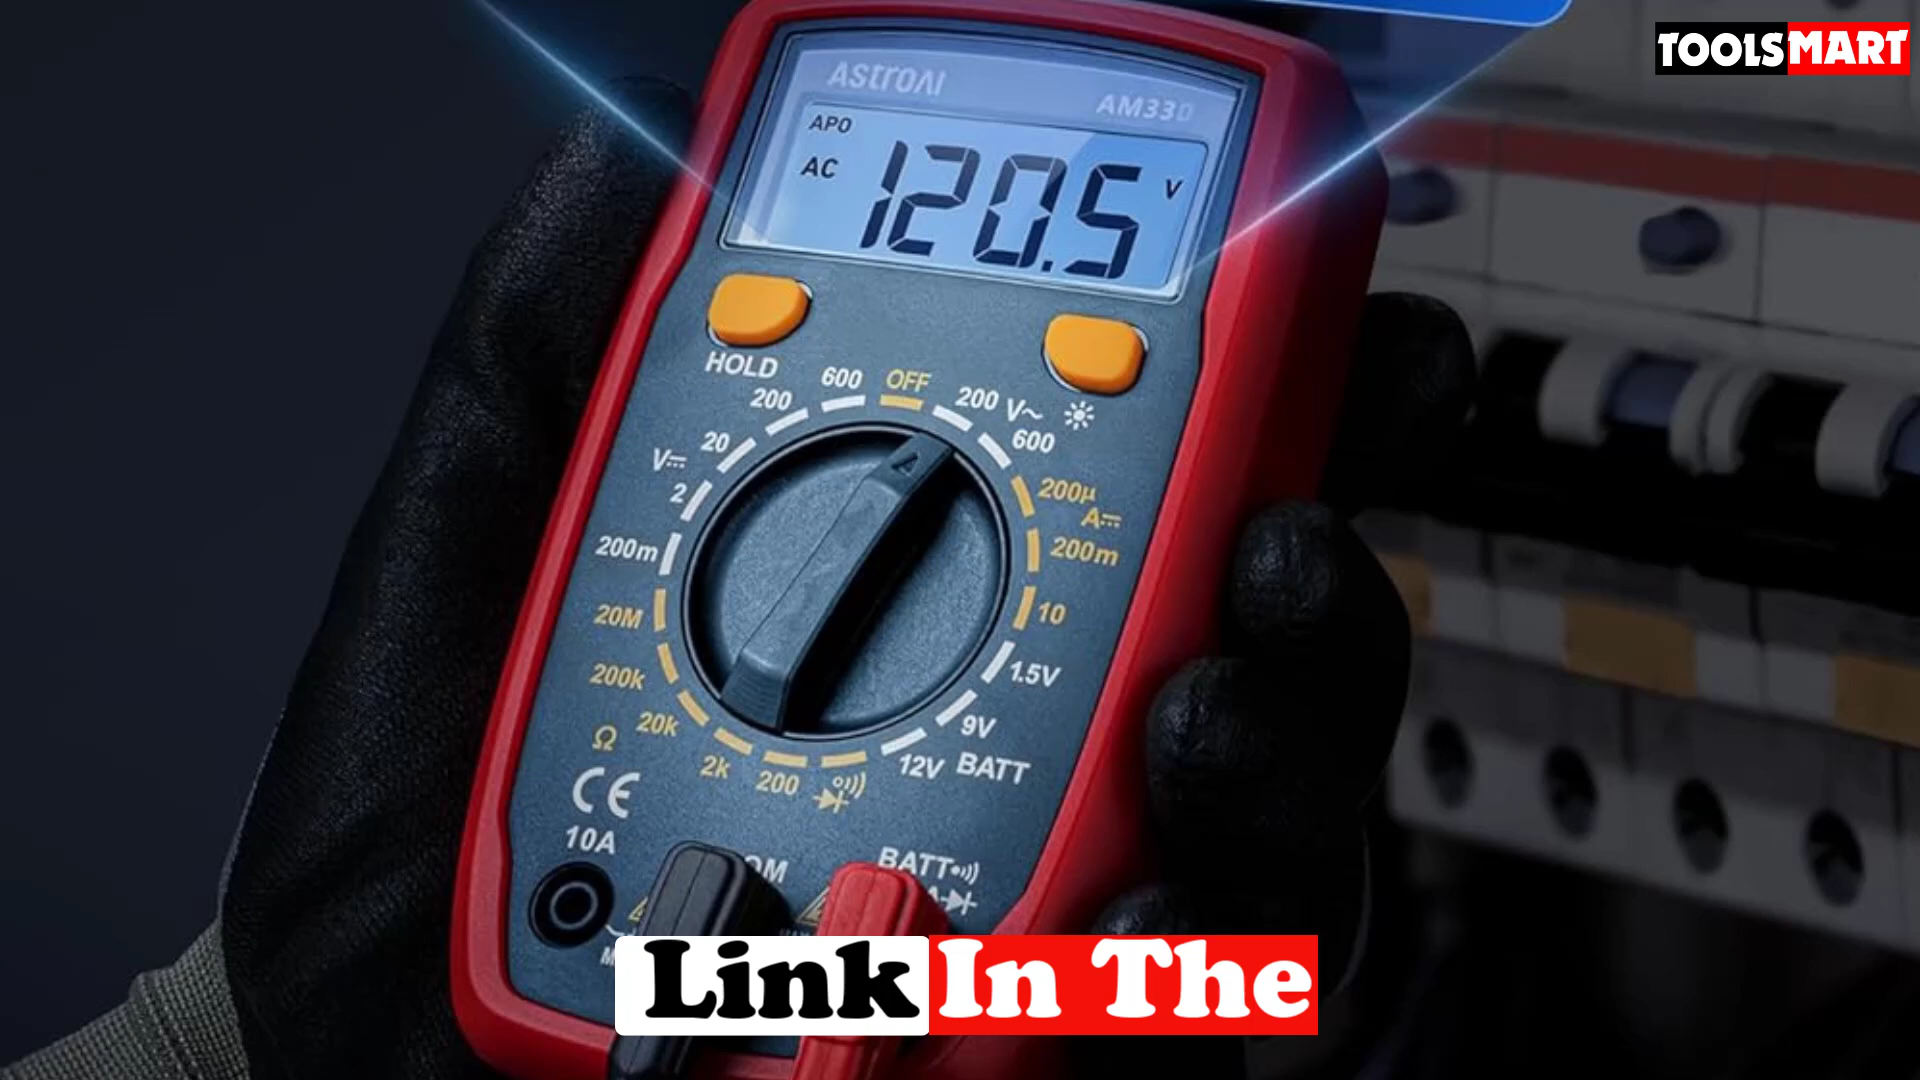 TOOLSMART
AstroAI
AM33D
APO
AC
120.5 V
HOLD
600 OFF 200 V~
200 600
20
V⎓
2
200µ
A⎓
200m 200m
20M 10
200k 1.5V
20k 9V
Ω
2k 200 12V BATT
CE
10A
BATT
Link In The